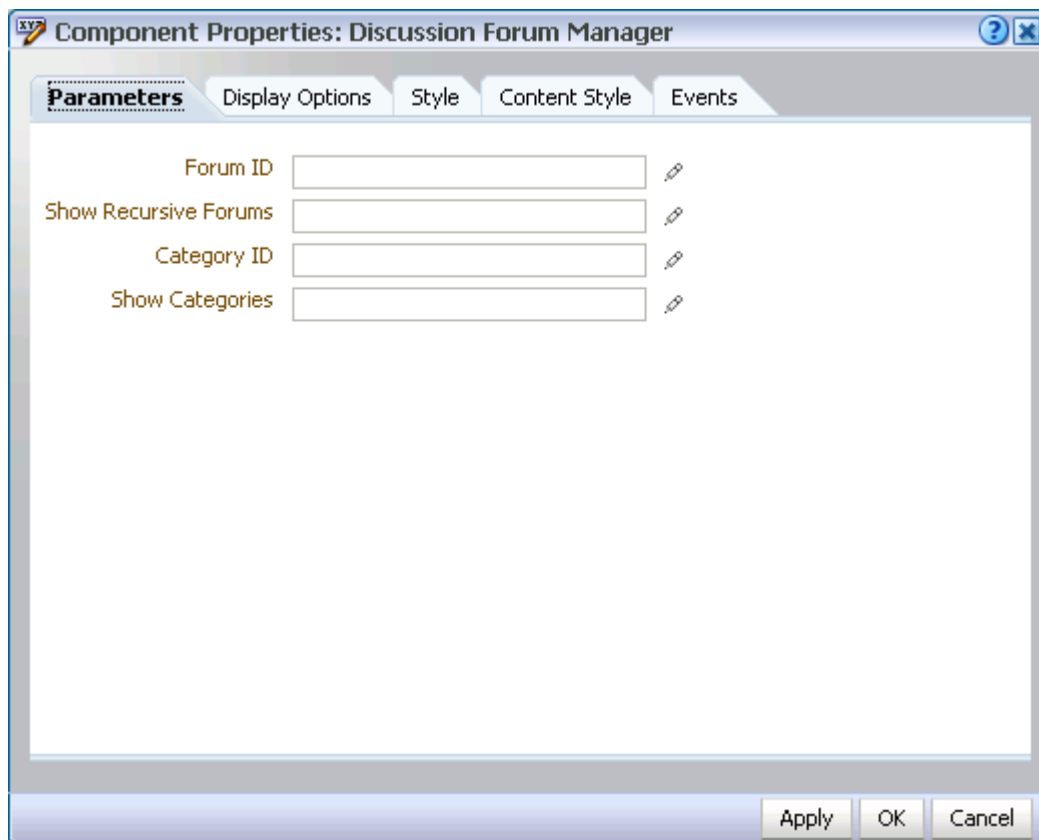 Component Properties: Discussion Forum Manager
Parameters Display Options Style Content Style Events
Forum ID
Show Recursive Forums
Category ID
Show Categories
Apply OK Cancel